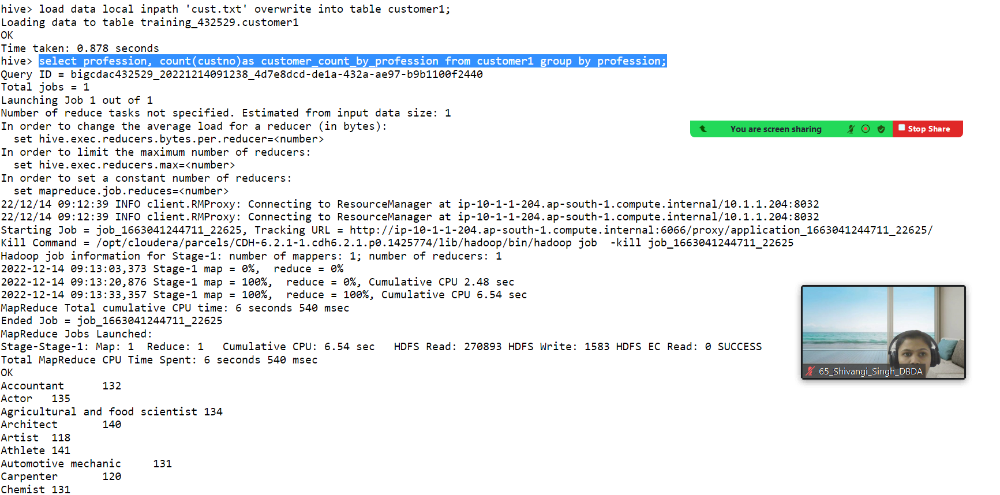 hive> load data local inpath 'cust.txt' overwrite into table customer1;
Loading data to table training_432529.customer1
OK
Time taken: 0.878 seconds
hive> select profession, count(custno)as customer_count_by_profession from customer1 group by profession;
Query ID = bigcdac432529_20221214091238_4d7e8dcd-de1a-432a-ae97-b9b1100f2440
Total jobs = 1
Launching Job 1 out of 1
Number of reduce tasks not specified. Estimated from input data size: 1
In order to change the average load for a reducer (in bytes):
  set hive.exec.reducers.bytes.per.reducer=<number>
In order to limit the maximum number of reducers:
  set hive.exec.reducers.max=<number>
In order to set a constant number of reducers:
  set mapreduce.job.reduces=<number>
22/12/14 09:12:39 INFO client.RMProxy: Connecting to ResourceManager at ip-10-1-1-204.ap-south-1.compute.internal/10.1.1.204:8032
22/12/14 09:12:39 INFO client.RMProxy: Connecting to ResourceManager at ip-10-1-1-204.ap-south-1.compute.internal/10.1.1.204:8032
Starting Job = job_1663041244711_22625, Tracking URL = http://ip-10-1-1-204.ap-south-1.compute.internal:6066/proxy/application_1663041244711_22625/
Kill Command = /opt/cloudera/parcels/CDH-6.2.1-1.cdh6.2.1.p0.1425774/lib/hadoop/bin/hadoop job  -kill job_1663041244711_22625
Hadoop job information for Stage-1: number of mappers: 1; number of reducers: 1
2022-12-14 09:13:03,373 Stage-1 map = 0%,  reduce = 0%
2022-12-14 09:13:20,876 Stage-1 map = 100%,  reduce = 0%, Cumulative CPU 2.48 sec
2022-12-14 09:13:33,357 Stage-1 map = 100%,  reduce = 100%, Cumulative CPU 6.54 sec
MapReduce Total cumulative CPU time: 6 seconds 540 msec
Ended Job = job_1663041244711_22625
MapReduce Jobs Launched:
Stage-Stage-1: Map: 1  Reduce: 1   Cumulative CPU: 6.54 sec   HDFS Read: 270893 HDFS Write: 1583 HDFS EC Read: 0 SUCCESS
Total MapReduce CPU Time Spent: 6 seconds 540 msec
OK
Accountant      132
Actor   135
Agricultural and food scientist 134
Architect       140
Artist  118
Athlete 141
Automotive mechanic     131
Carpenter       120
Chemist 131
You are screen sharing
Stop Share
65_Shivangi_Singh_DBDA